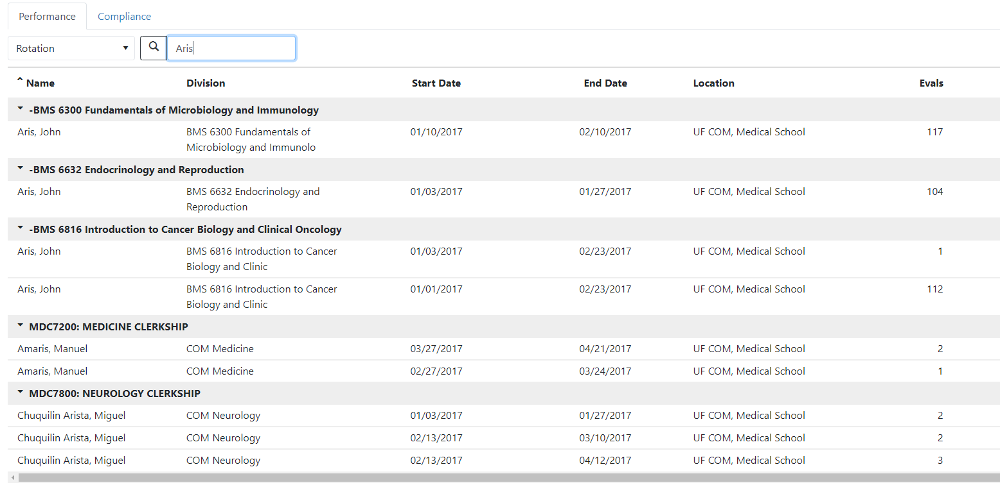 Performance Compliance
Rotation Aris
Name Division Start Date End Date Location Evals
-BMS 6300 Fundamentals of Microbiology and Immunology
Aris, John BMS 6300 Fundamentals of 01/10/2017 02/10/2017 UF COM, Medical School 117
Microbiology and Immunolo
-BMS 6632 Endocrinology and Reproduction
Aris, John BMS 6632 Endocrinology and 01/03/2017 01/27/2017 UF COM, Medical School 104
Reproduction
-BMS 6816 Introduction to Cancer Biology and Clinical Oncology
Aris, John BMS 6816 Introduction to Cancer 01/03/2017 02/23/2017 UF COM, Medical School 1
Biology and Clinic
Aris, John BMS 6816 Introduction to Cancer 01/01/2017 02/23/2017 UF COM, Medical School 112
Biology and Clinic
MDC7200: MEDICINE CLERKSHIP
Amaris, Manuel COM Medicine 03/27/2017 04/21/2017 UF COM, Medical School 2
Amaris, Manuel COM Medicine 02/27/2017 03/24/2017 UF COM, Medical School 1
MDC7800: NEUROLOGY CLERKSHIP
Chuquilin Arista, Miguel COM Neurology 01/03/2017 01/27/2017 UF COM, Medical School 2
Chuquilin Arista, Miguel COM Neurology 02/13/2017 03/10/2017 UF COM, Medical School 2
Chuquilin Arista, Miguel COM Neurology 02/13/2017 04/12/2017 UF COM, Medical School 3